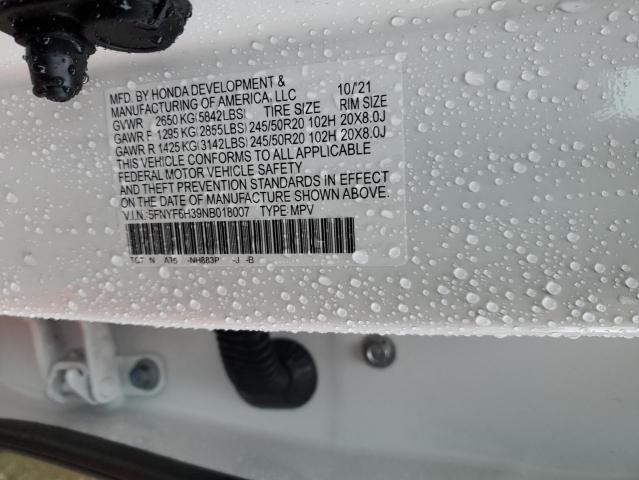 MFD. BY HONDA DEVELOPMENT & 10/21
MANUFACTURING OF AMERICA, LLC
GVWR 2650 KG(5842LBS) TIRE SIZE RIM SIZE
GAWR F 1295 KG(2855LBS) 245/50R20 102H 20X8.0J
GAWR R 1425 KG(3142LBS) 245/50R20 102H 20X8.0J
THIS VEHICLE CONFORMS TO ALL APPLICABLE
FEDERAL MOTOR VEHICLE SAFETY
AND THEFT PREVENTION STANDARDS IN EFFECT
ON THE DATE OF MANUFACTURE SHOWN ABOVE.
V.I.N.: 5FNYF6H39NB018007 TYPE: MPV
N -NH883P -J -B